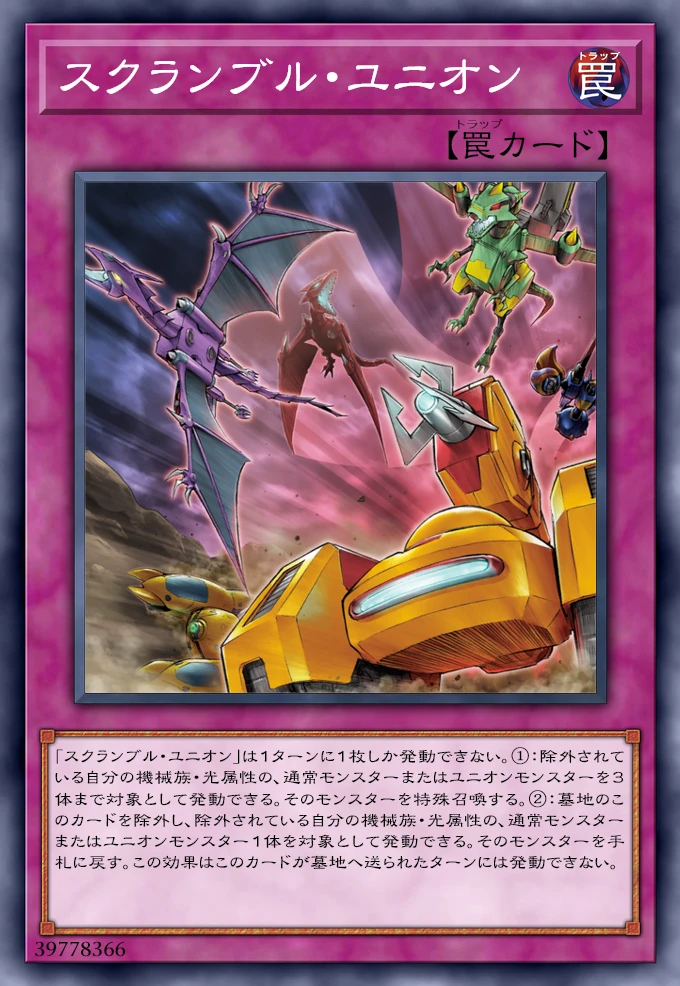 スクランブル・ユニオン
トラップ
罠
トラップ
【罠カード】
「スクランブル・ユニオン」は1ターンに1枚しか発動できない。①:除外されて
いる自分の機械族・光属性の、通常モンスターまたはユニオンモンスターを3
体まで対象として発動できる。そのモンスターを特殊召喚する。②:墓地のこ
のカードを除外し、除外されている自分の機械族・光属性の、通常モンスター
またはユニオンモンスター1体を対象として発動できる。そのモンスターを手
札に戻す。この効果はこのカードが墓地へ送られたターンには発動できない。
39778366